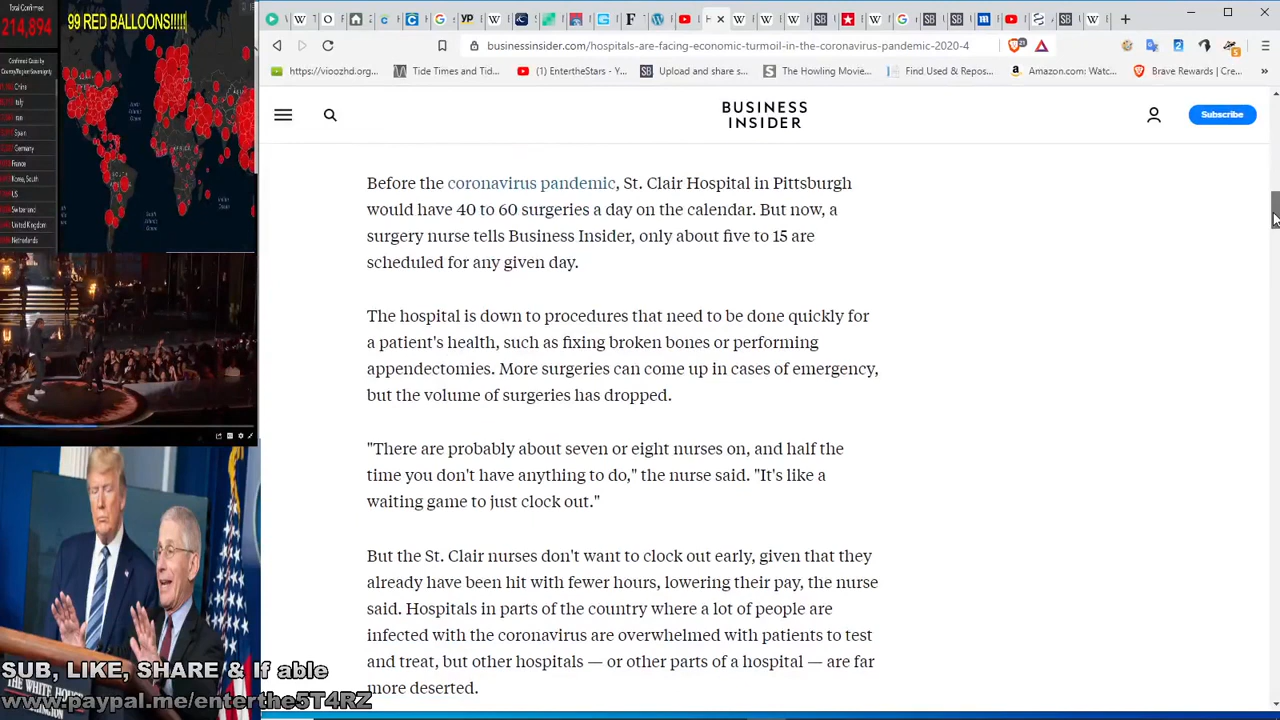 Total Confirmed
214,894
99 RED BALLOONS!!!!!
Confirmed Cases by
Country/Region/Sovereignty
China
Italy
Iran
Spain
Germany
France
Korea, South
US
Switzerland
United Kingdom
Netherlands
AFRICA
businessinsider.com/hospitals-are-facing-economic-turmoil-in-the-coronavirus-pandemic-2020-4
https://vioozhd.org...
Tide Times and Tid...
(1) EntertheStars - Y...
Upload and share s...
The Howling Movie...
Find Used & Repos...
Amazon.com: Watc...
Brave Rewards | Cre...
BUSINESS
INSIDER
Subscribe
Before the coronavirus pandemic, St. Clair Hospital in Pittsburgh
would have 40 to 60 surgeries a day on the calendar. But now, a
surgery nurse tells Business Insider, only about five to 15 are
scheduled for any given day.
The hospital is down to procedures that need to be done quickly for
a patient's health, such as fixing broken bones or performing
appendectomies. More surgeries can come up in cases of emergency,
but the volume of surgeries has dropped.
"There are probably about seven or eight nurses on, and half the
time you don't have anything to do," the nurse said. "It's like a
waiting game to just clock out."
But the St. Clair nurses don't want to clock out early, given that they
already have been hit with fewer hours, lowering their pay, the nurse
said. Hospitals in parts of the country where a lot of people are
infected with the coronavirus are overwhelmed with patients to test
and treat, but other hospitals — or other parts of a hospital — are far
more deserted.
SUB, LIKE, SHARE & If able
www.paypal.me/enterthe5T4RZ
THE WHITE HOUSE